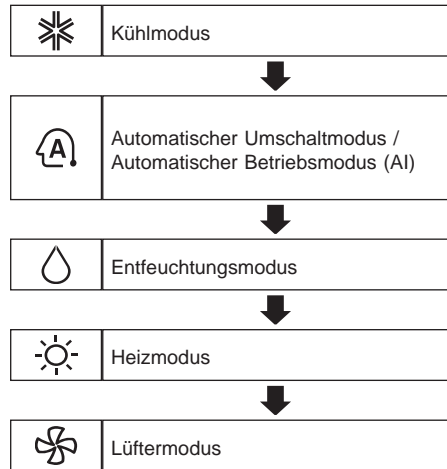 Kühlmodus
A
Automatischer Umschaltmodus /
Automatischer Betriebsmodus (AI)
Entfeuchtungsmodus
Heizmodus
Lüftermodus